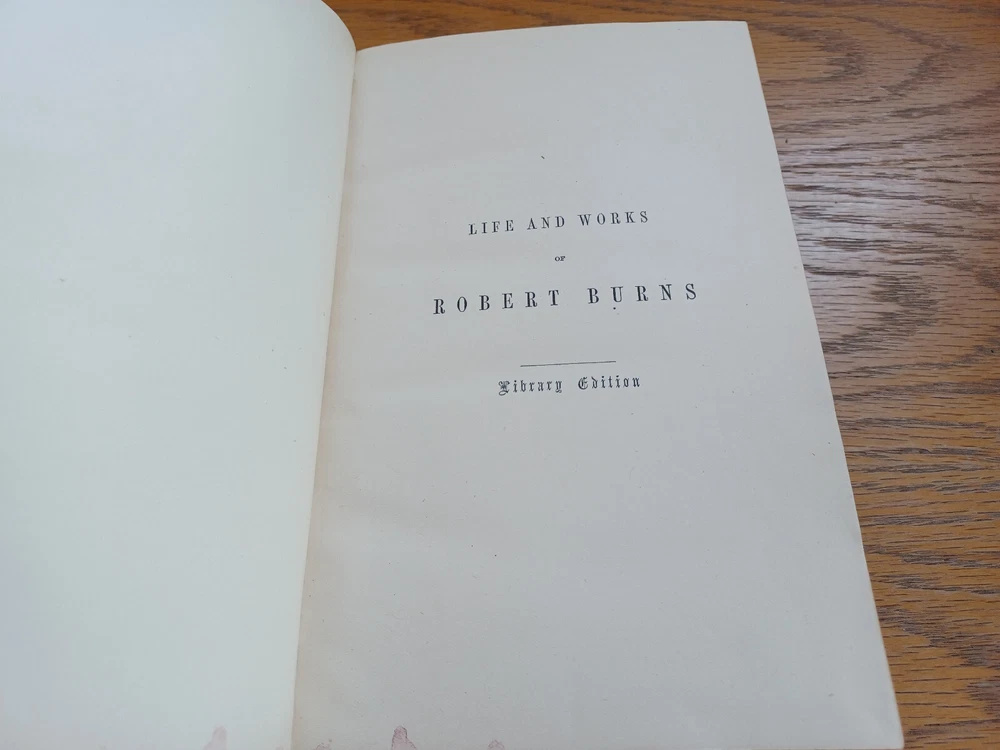 LIFE AND WORKS
OF
ROBERT BURNS
Library Edition